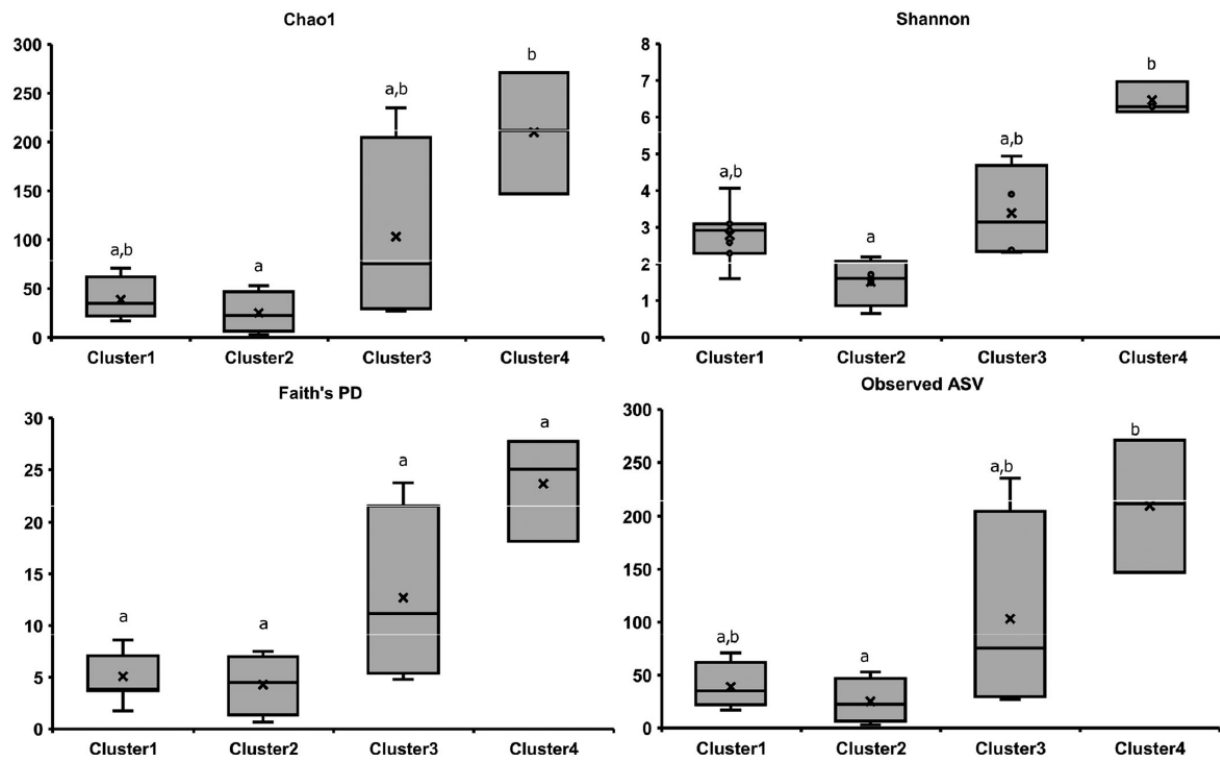 Chao1
300
250
200
150
100
50
0
a,b
a
a,b
b
Cluster1 Cluster2 Cluster3 Cluster4
Shannon
8
7
6
5
4
3
2
1
0
a,b
a
a,b
b
Cluster1 Cluster2 Cluster3 Cluster4
Faith's PD
30
25
20
15
10
5
0
a
a
a
a
Cluster1 Cluster2 Cluster3 Cluster4
Observed ASV
300
250
200
150
100
50
0
a,b
a
a,b
b
Cluster1 Cluster2 Cluster3 Cluster4